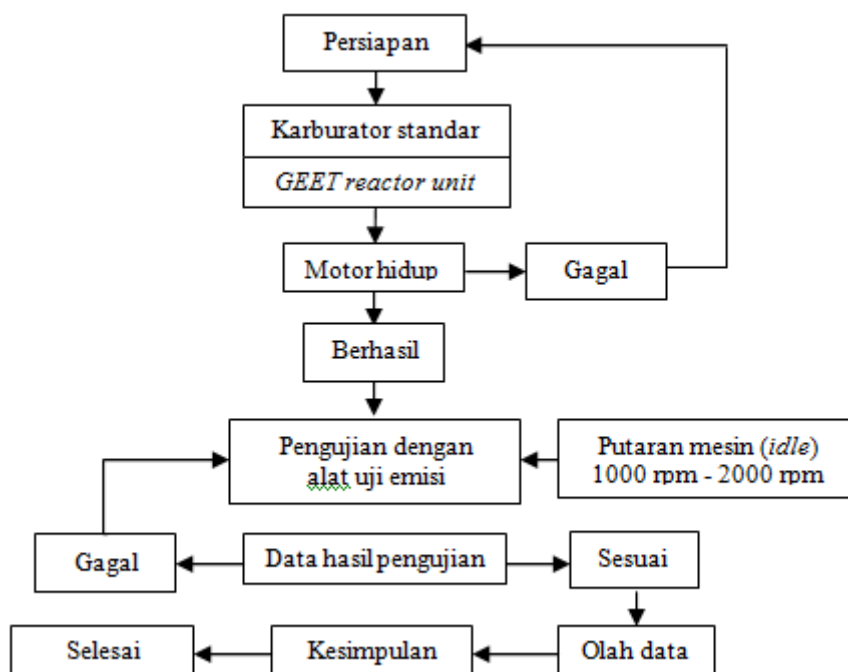 Persiapan
Karburator standar
GEET reactor unit
Motor hidup
Gagal
Berhasil
Pengujian dengan
alat uji emisi
Putaran mesin (idle)
1000 rpm - 2000 rpm
Gagal
Data hasil pengujian
Sesuai
Selesai
Kesimpulan
Olah data